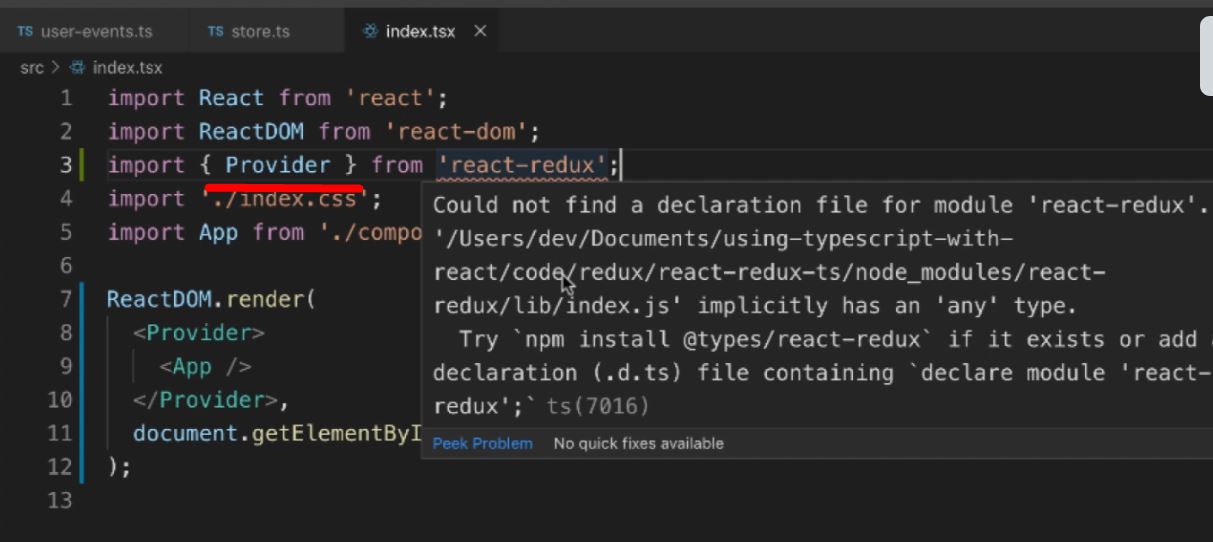 TS user-events.ts TS store.ts index.tsx ×
src > index.tsx
1 import React from 'react';
2 import ReactDOM from 'react-dom';
3 import { Provider } from 'react-redux';
4 import './index.css';
5 import App from './compo
6
7 ReactDOM.render(
8 <Provider>
9 <App />
10 </Provider>,
11 document.getElementByI
12 );
13
Could not find a declaration file for module 'react-redux'.
'/Users/dev/Documents/using-typescript-with-
react/code/redux/react-redux-ts/node_modules/react-
redux/lib/index.js' implicitly has an 'any' type.
Try `npm install @types/react-redux` if it exists or add
declaration (.d.ts) file containing `declare module 'react-
redux';` ts(7016)
Peek Problem No quick fixes available